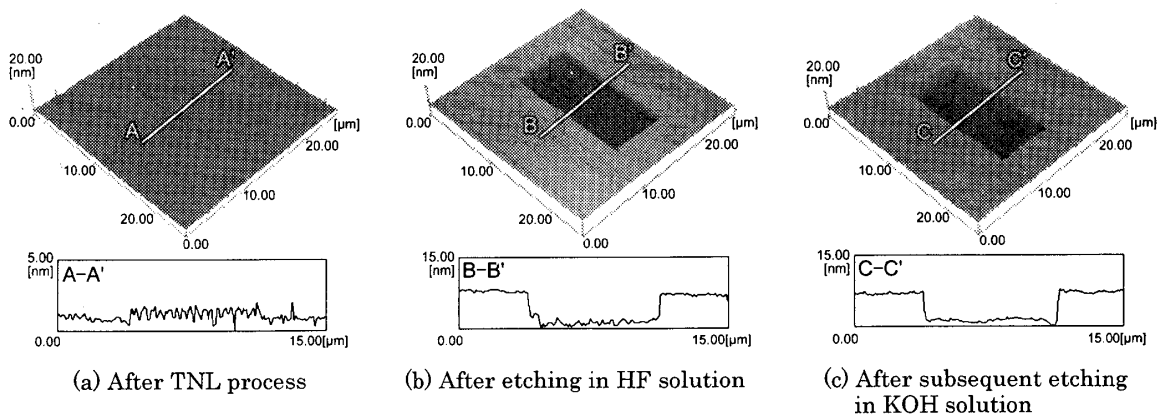 20.00
[nm]
0.00
10.00
20.00
0.00
10.00
20.00
[μm]
A
A'
5.00
[nm]
A-A'
0.00
15.00[μm]
(a) After TNL process
20.00
[nm]
0.00
10.00
20.00
0.00
10.00
20.00
[μm]
B
B'
15.00
[nm]
B-B'
0.00
15.00[μm]
(b) After etching in HF solution
20.00
[nm]
0.00
10.00
20.00
0.00
10.00
20.00
[μm]
C
C'
15.00
[nm]
C-C'
0.00
15.00[μm]
(c) After subsequent etching
in KOH solution